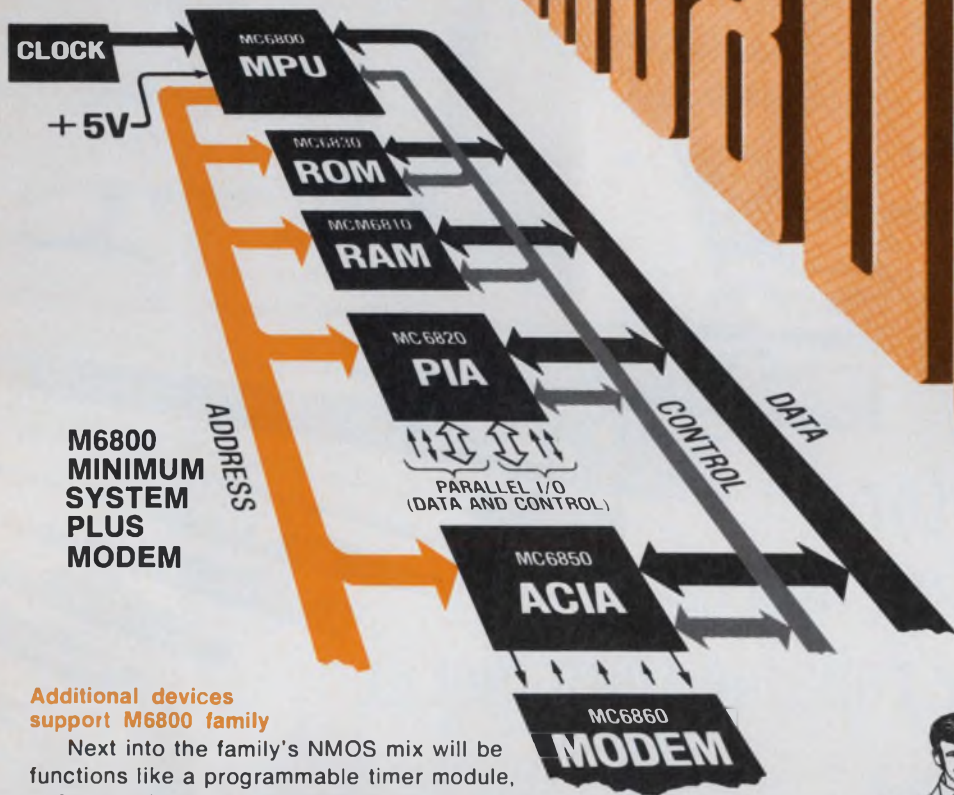 CLOCK
MC6800
MPU
+5V
MC6830
ROM
MCM6810
RAM
MC6820
PIA
ADDRESS
CONTROL
DATA
PARALLEL I/O
(DATA AND CONTROL)
M6800
MINIMUM
SYSTEM
PLUS
MODEM
MC6850
ACIA
MC6860
MODEM
Additional devices
support M6800 family
Next into the family's NMOS mix will be
functions like a programmable timer module,